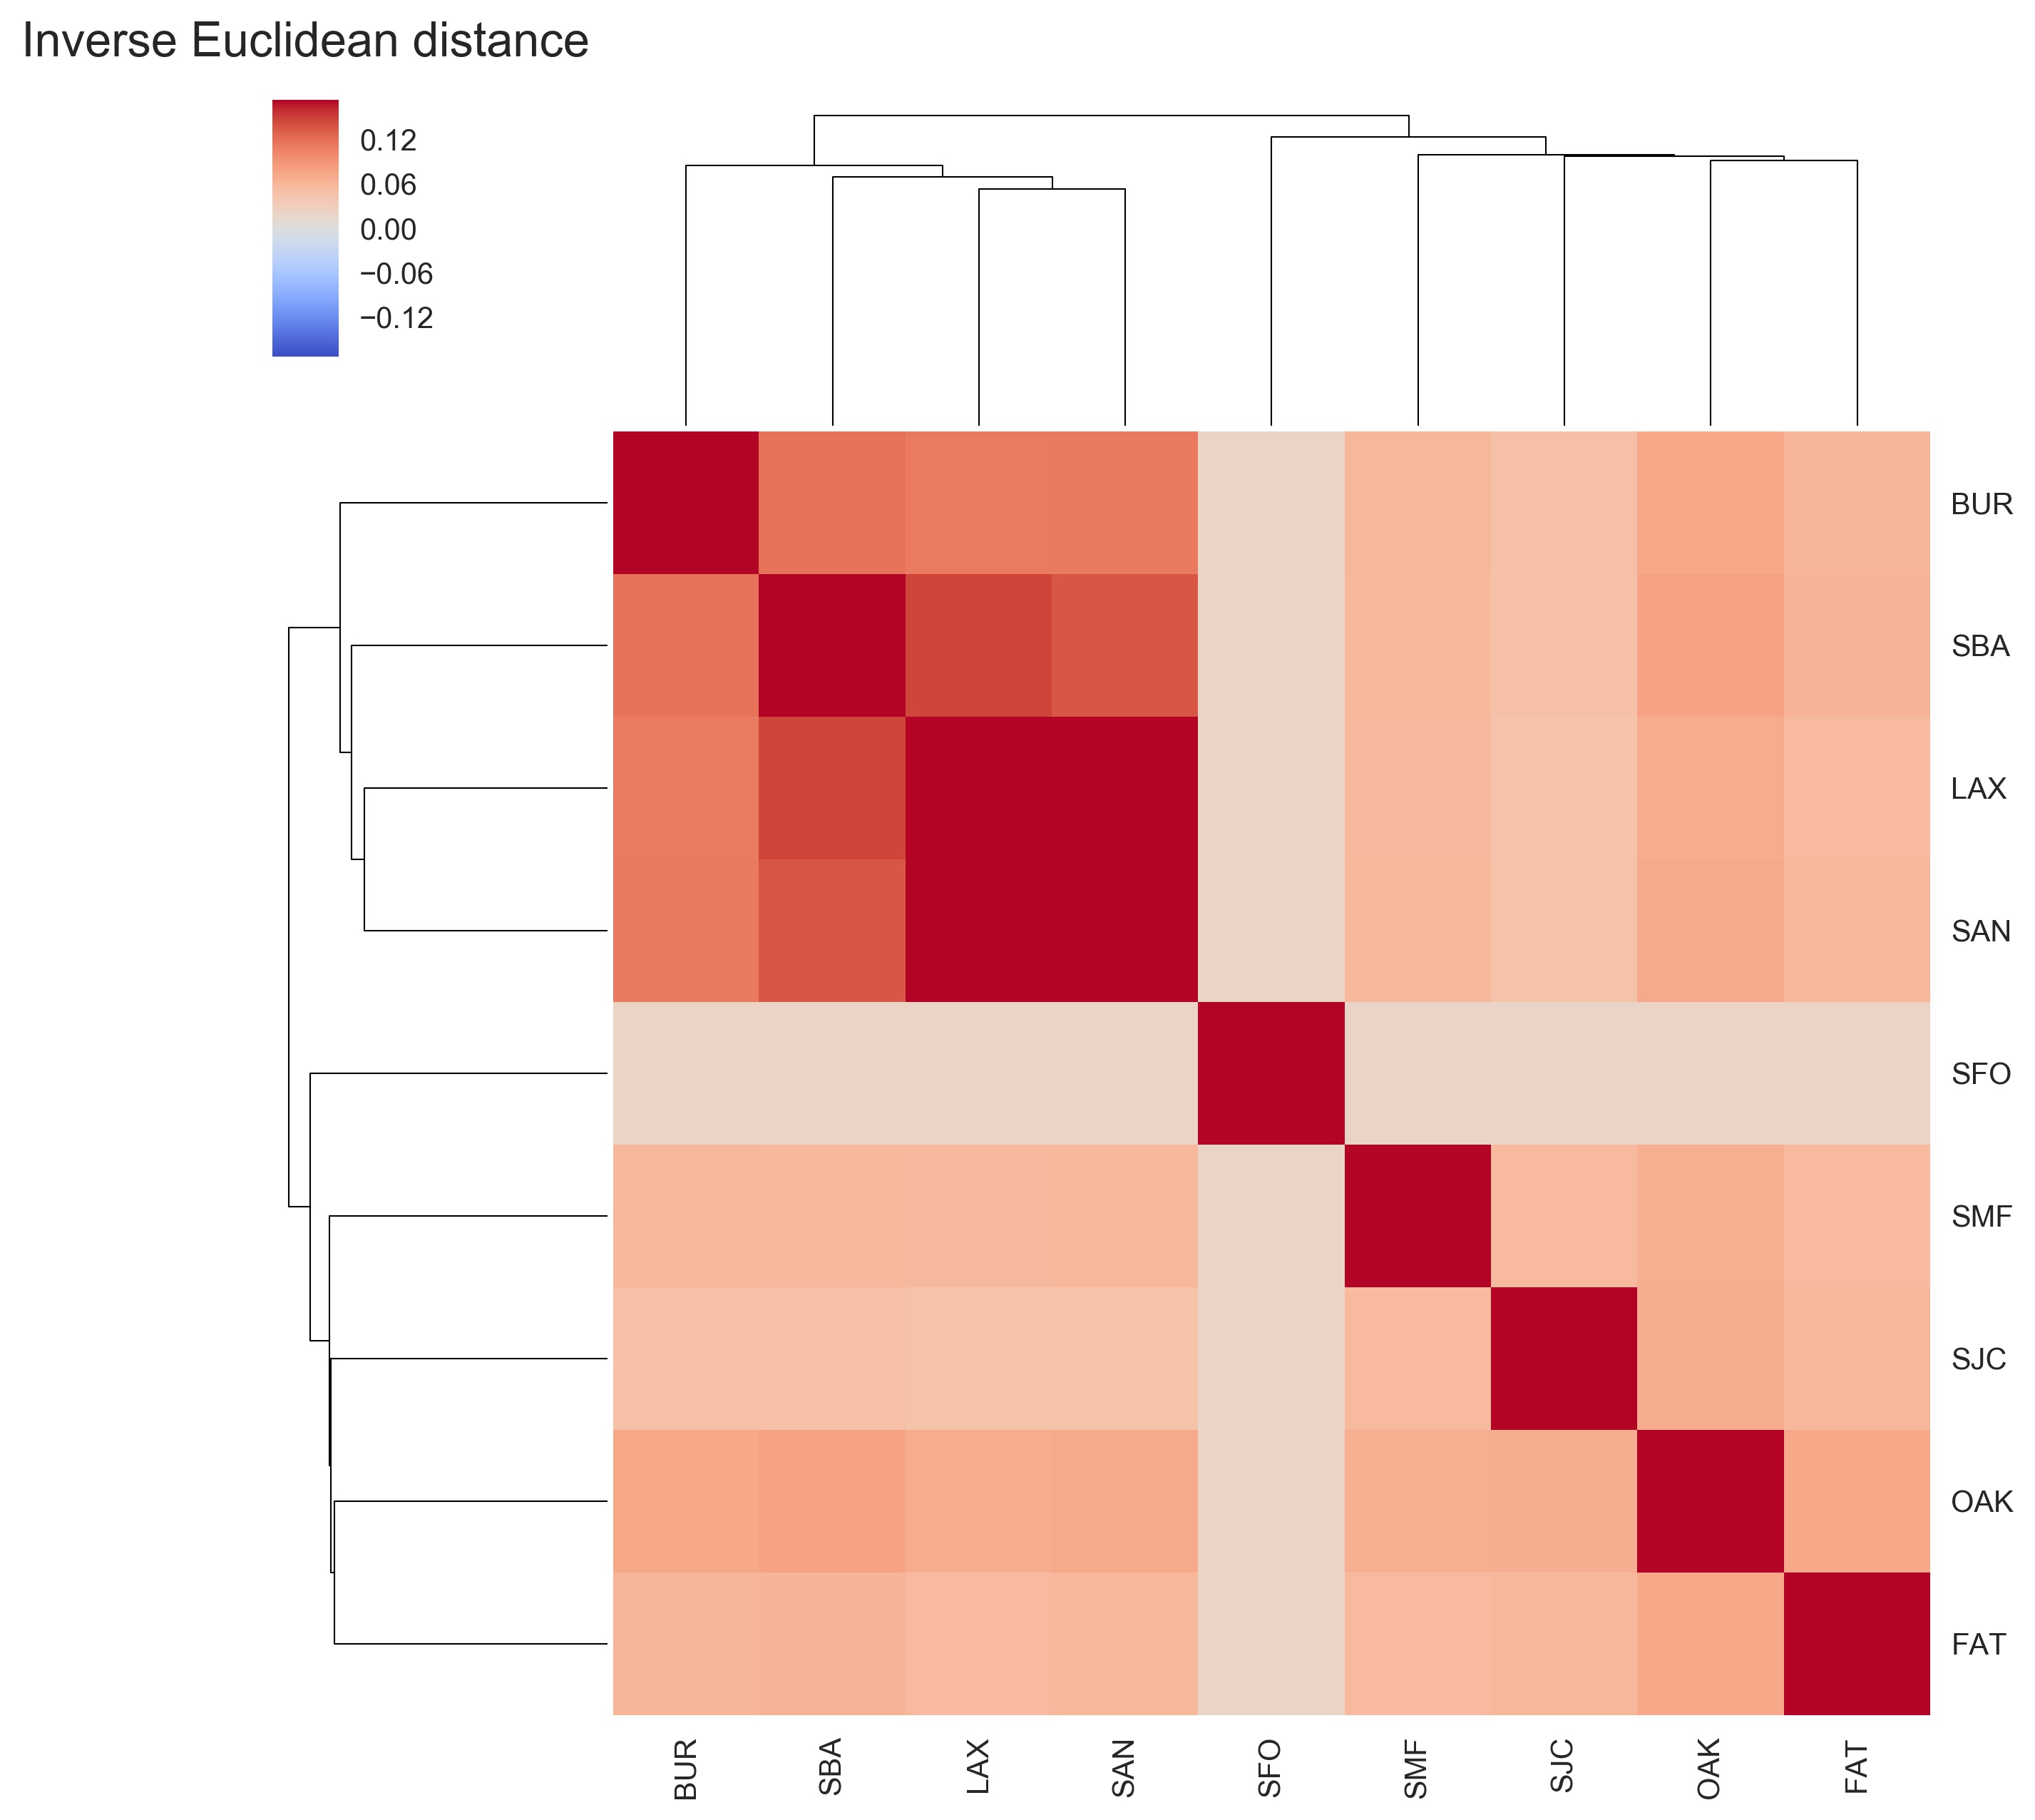 Inverse Euclidean distance
0.12
0.06
0.00
−0.06
−0.12
BUR
SBA
LAX
SAN
SFO
SMF
SJC
OAK
FAT
BUR
SBA
LAX
SAN
SFO
SMF
SJC
OAK
FAT